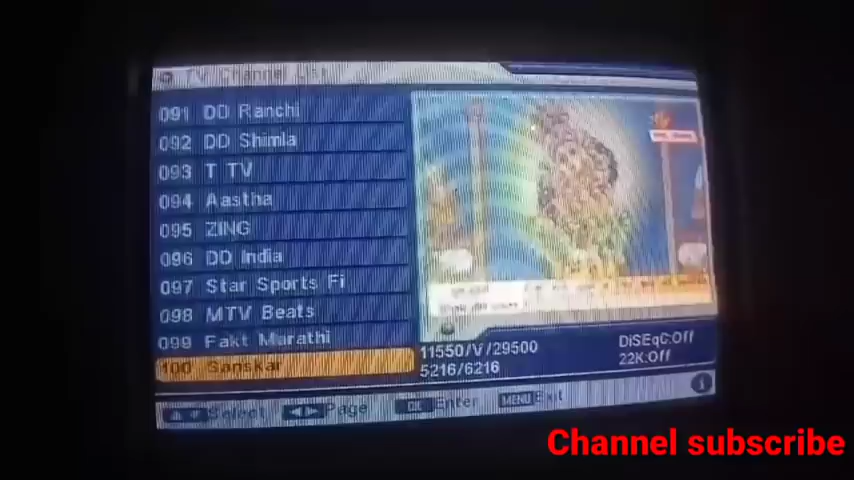 TV Channel List
091 DD Ranchi
092 DD Shimla
093 T TV
094 Aastha
095 ZING
096 DD India
097 Star Sports Fi
098 MTV Beats
099 Fakt Marathi
100 Sanskar
11550/V/29500
5216/6216
DiSEqC:Off
22K:Off
Select Page OK Enter MENU Exit
Channel subscribe